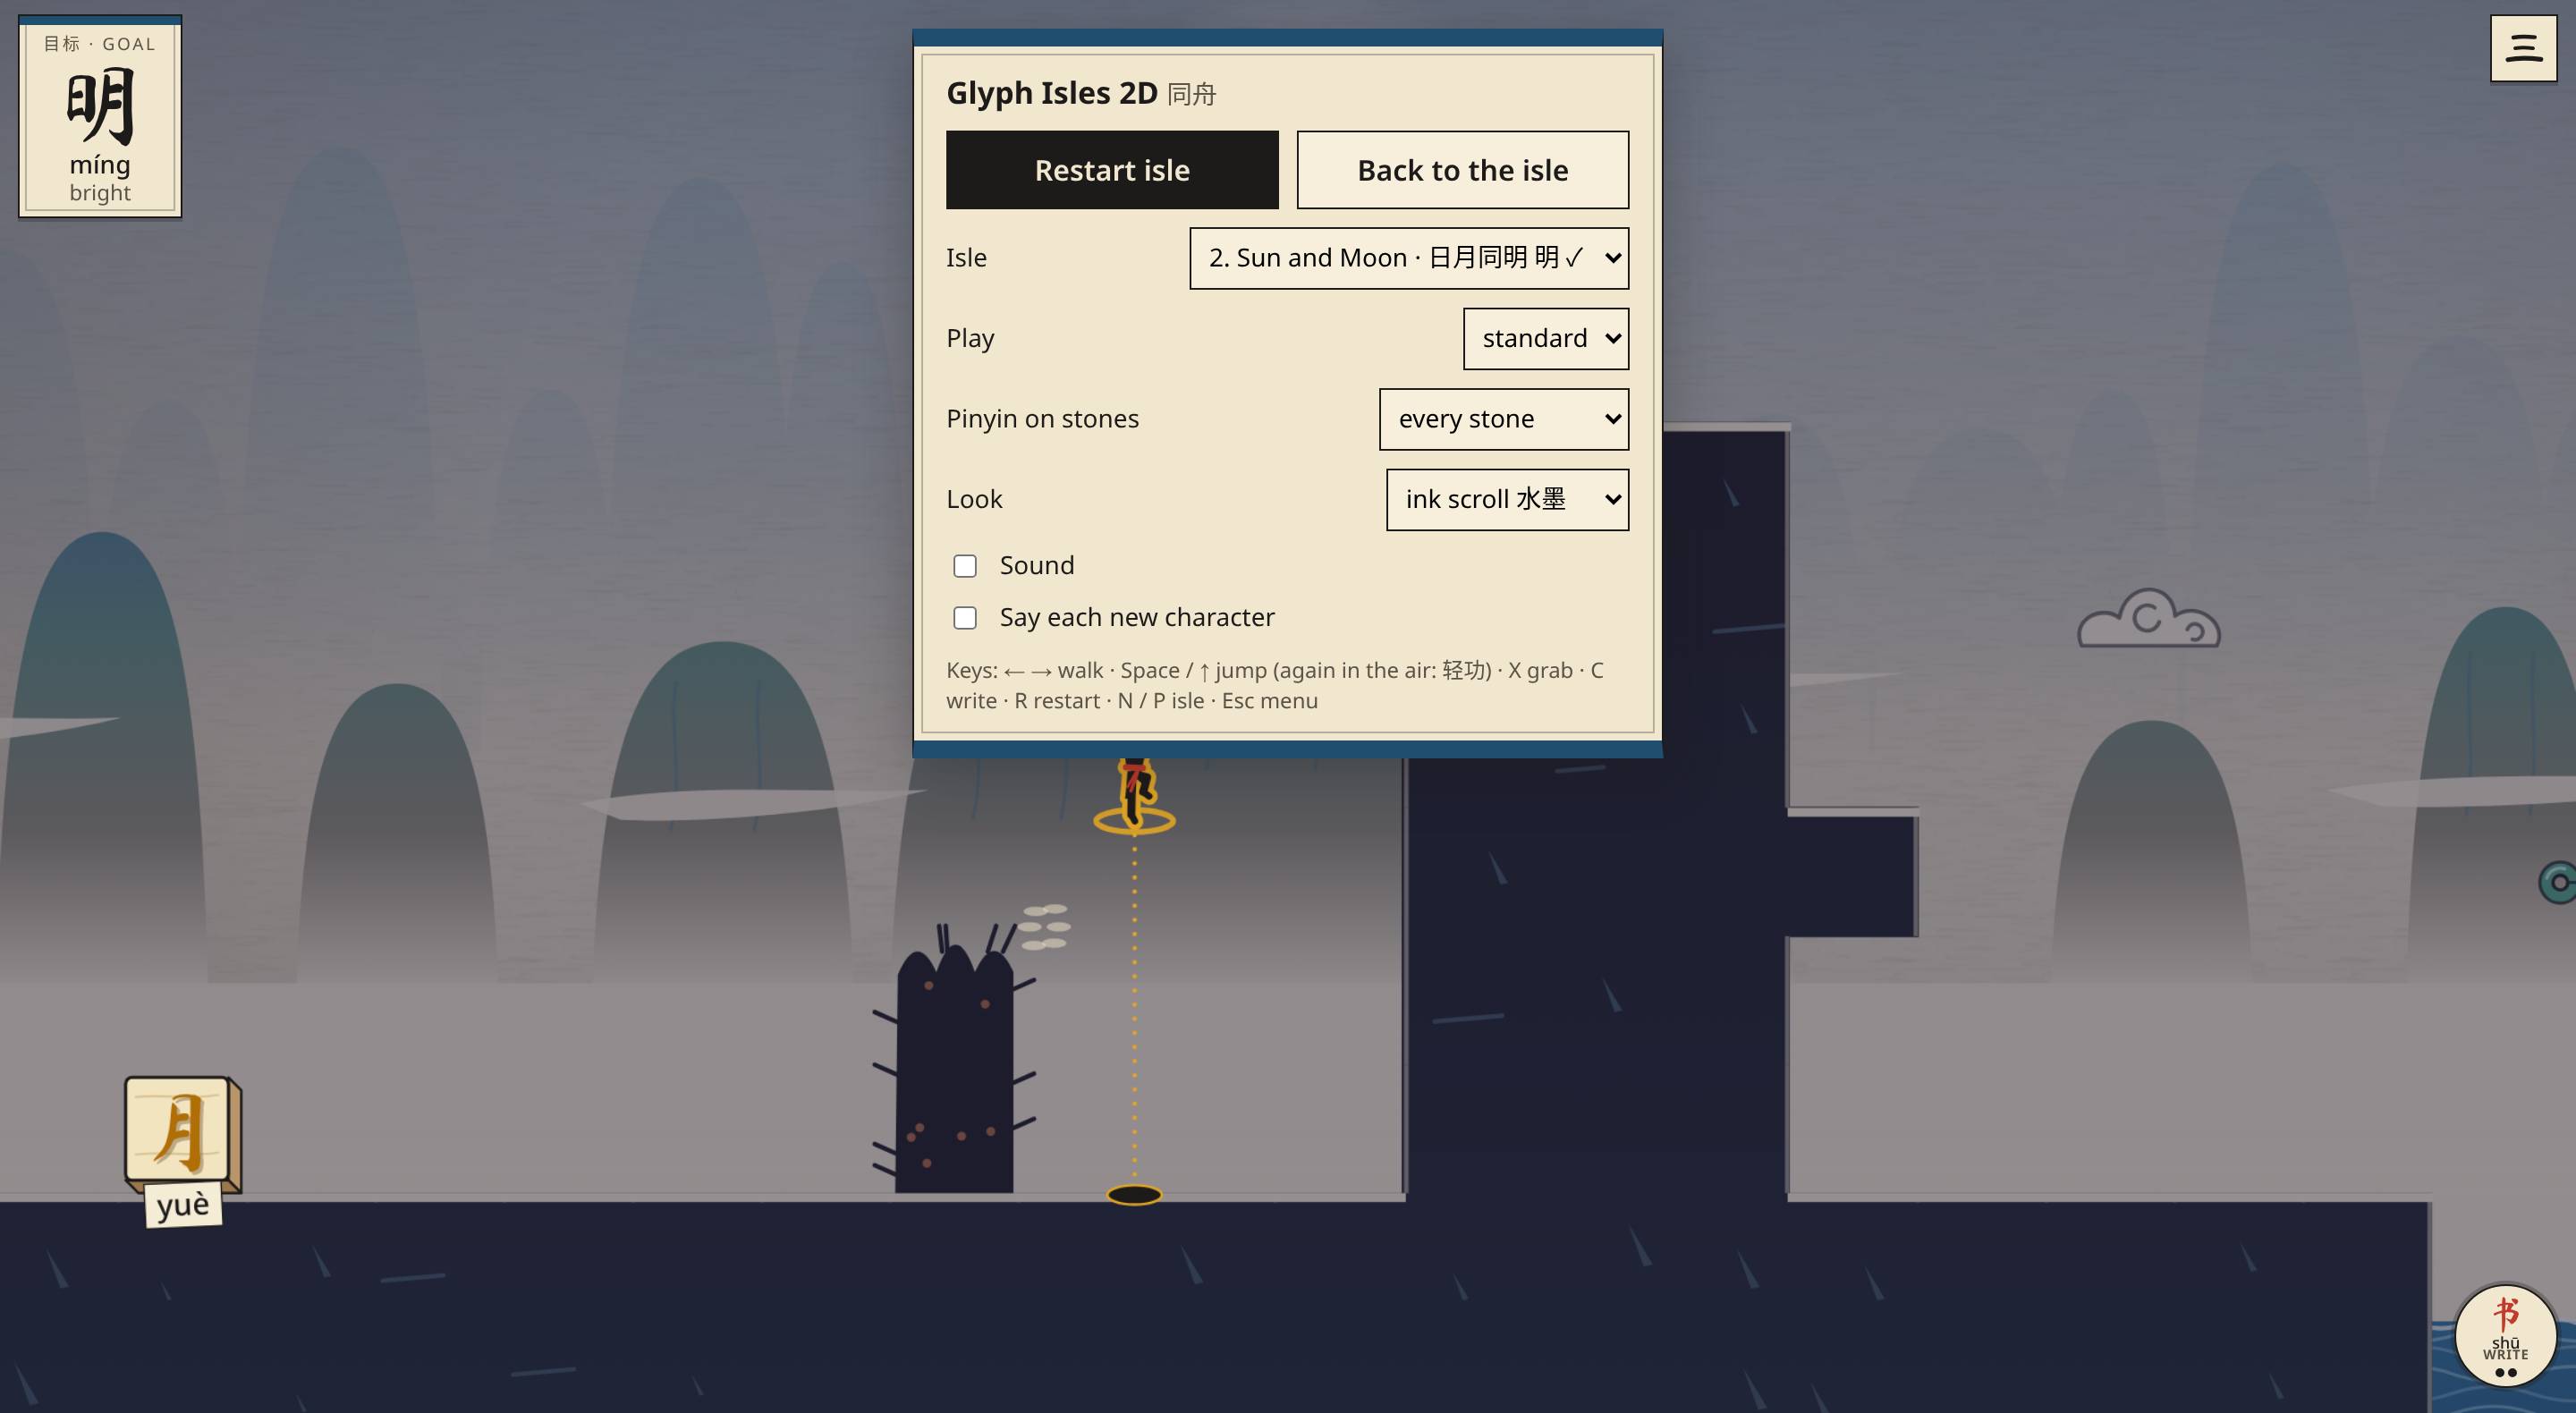 目标 · GOAL
明
míng
bright
三
Glyph Isles 2D 同舟
Restart isle
Back to the isle
Isle
2. Sun and Moon · 日月同明 明 ✓
Play
standard
Pinyin on stones
every stone
Look
ink scroll 水墨
Sound
Say each new character
Keys: ← → walk · Space / ↑ jump (again in the air: 轻功) · X grab · C
write · R restart · N / P isle · Esc menu
月
yuè
书
shū
WRITE